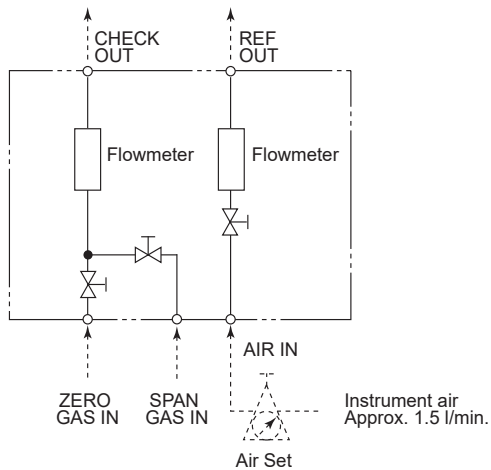 CHECK
OUT
REF
OUT
Flowmeter
Flowmeter
AIR IN
ZERO
GAS IN
SPAN
GAS IN
Instrument air
Approx. 1.5 l/min.
Air Set